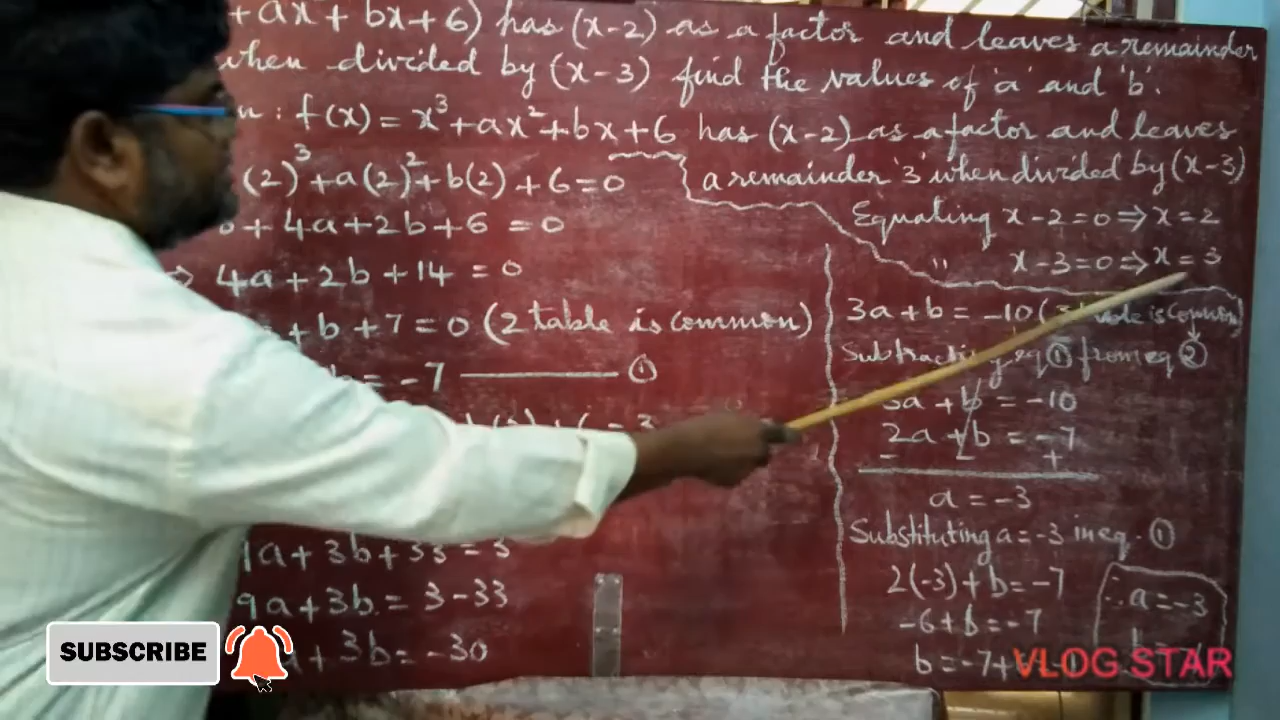 +ax + bx+6) has (x-2) as a factor and leaves a remainder
when divided by (x-3) find the values of 'a' and 'b'.
n : f(x) = x³+ax²+bx+6 has (x-2) as a factor and leaves
a remainder '3' when divided by (x-3)
(2)³+a(2)²+b(2)+6=0
+4a+2b+6=0
⇒ 4a+2b+14=0
+b+7=0 (2 table is common)
= -7 ——— ①
9a+3b+33=3
9a+3b=3-33
+3b=-30
Equating x-2=0⇒x=2
" x-3=0⇒x=3
3a+b=-10 is common)
Subtracting eq ① from eq ②
3a+b=-10
2a+b=-7
- - +
a=-3
Substituting a=-3 in eq. ①
2(-3)+b=-7
-6+b=-7
b=-7+
∴ a=-3
SUBSCRIBE
VLOG STAR